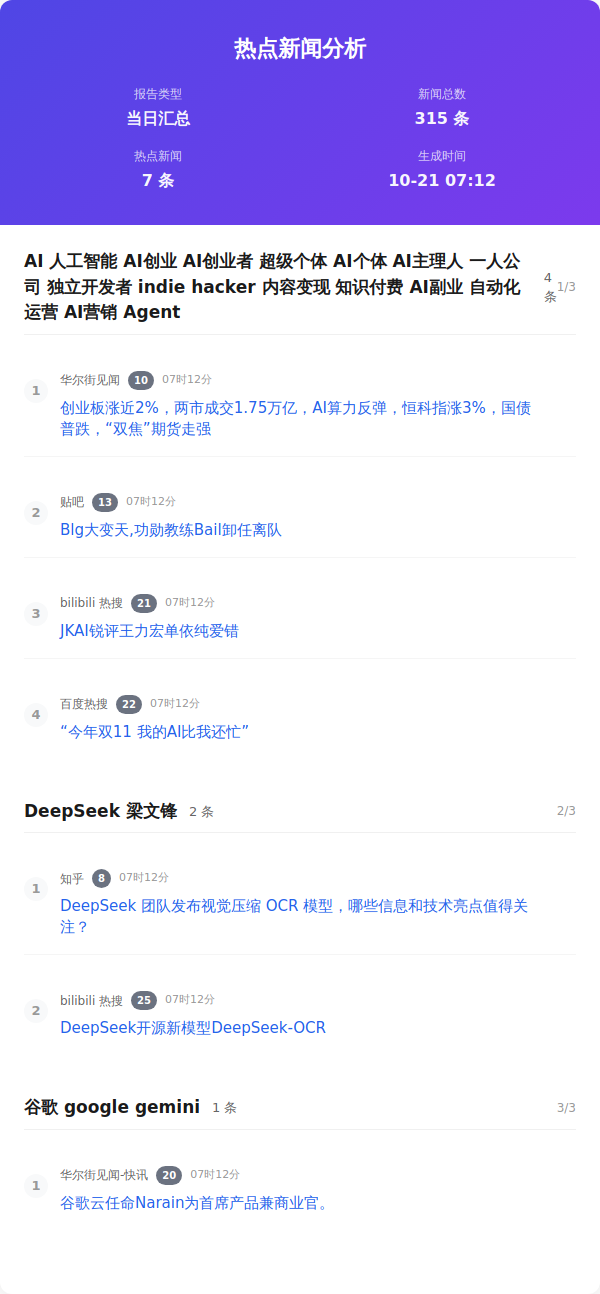 热点新闻分析
报告类型
当日汇总
新闻总数
315 条
热点新闻
7 条
生成时间
10-21 07:12
AI 人工智能 AI创业 AI创业者 超级个体 AI个体 AI主理人 一人公
司 独立开发者 indie hacker 内容变现 知识付费 AI副业 自动化
运营 AI营销 Agent
4
条
1/3
1
华尔街见闻 10 07时12分
创业板涨近2%，两市成交1.75万亿，AI算力反弹，恒科指涨3%，国债
普跌，“双焦”期货走强
2
贴吧 13 07时12分
Blg大变天,功勋教练Bail卸任离队
3
bilibili 热搜 21 07时12分
JKAI锐评王力宏单依纯爱错
4
百度热搜 22 07时12分
“今年双11 我的AI比我还忙”
DeepSeek 梁文锋 2 条 2/3
1
知乎 8 07时12分
DeepSeek 团队发布视觉压缩 OCR 模型，哪些信息和技术亮点值得关
注？
2
bilibili 热搜 25 07时12分
DeepSeek开源新模型DeepSeek-OCR
谷歌 google gemini 1 条 3/3
1
华尔街见闻-快讯 20 07时12分
谷歌云任命Narain为首席产品兼商业官。